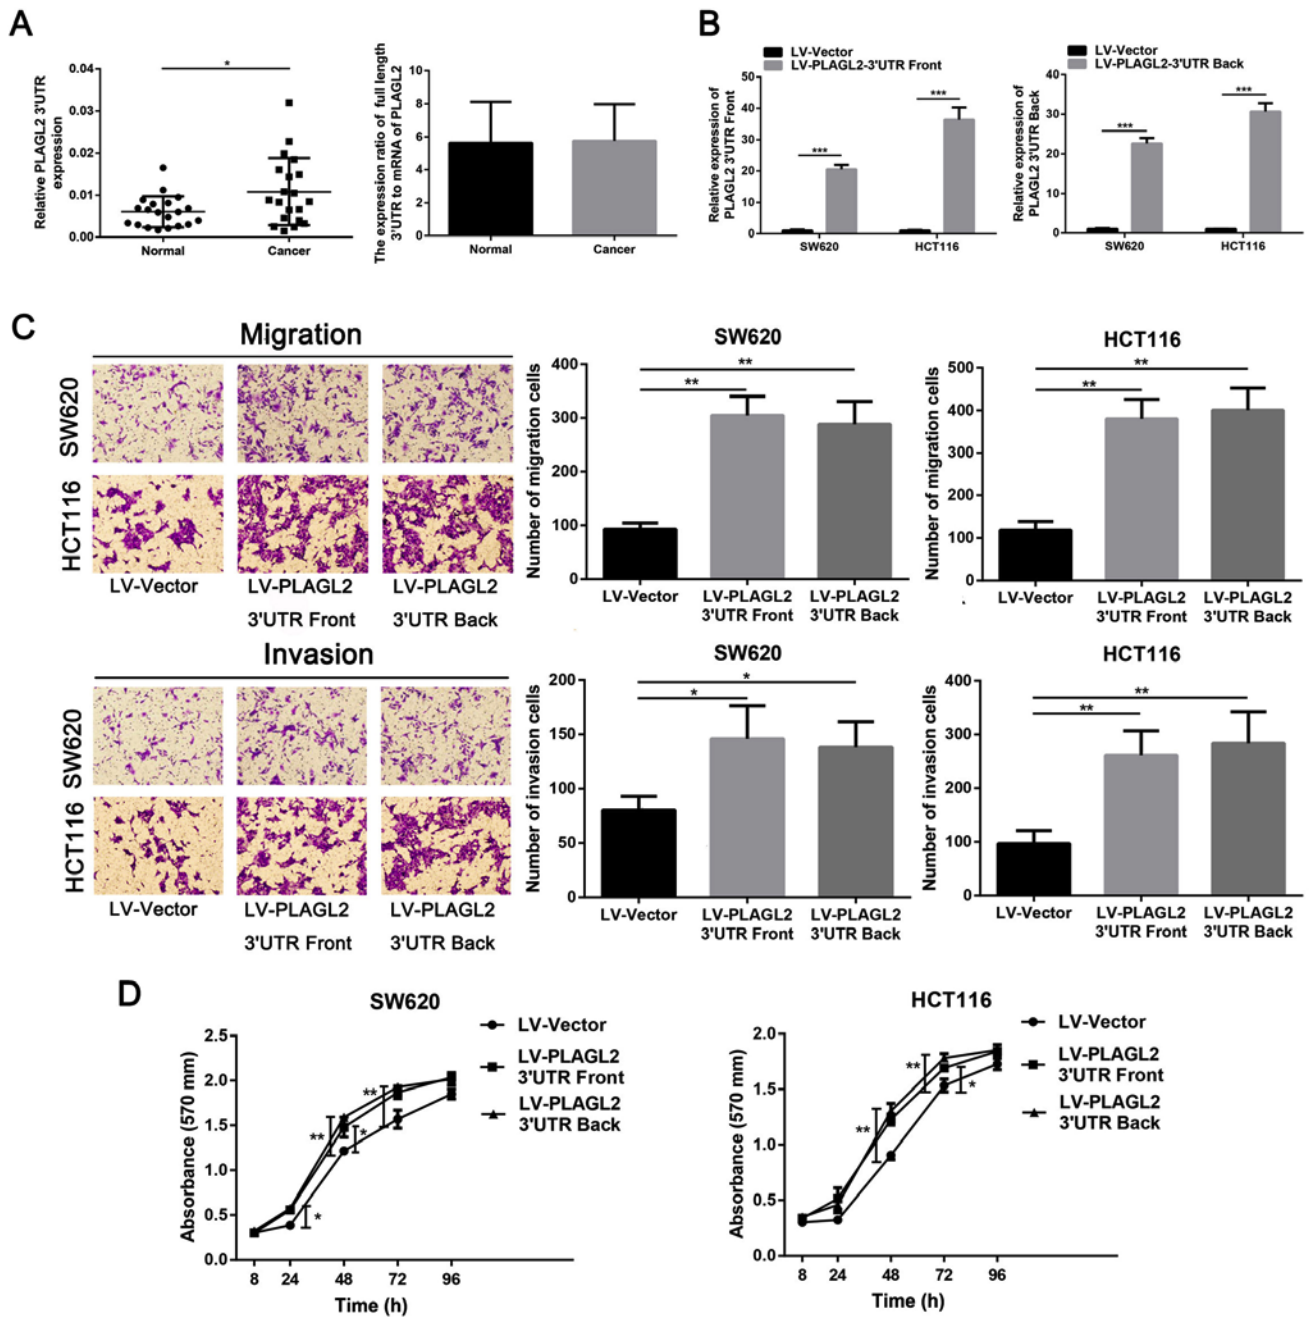 A
Relative PLAGL2 3'UTR
expression
0.04
0.03
0.02
0.01
0.00
*
Normal
Cancer
The expression ratio of full length
3'UTR to mRNA of PLAGL2
10
8
6
4
2
0
Normal
Cancer
B
LV-Vector
LV-PLAGL2-3'UTR Front
Relative expression of
PLAGL2 3'UTR Front
50
40
30
20
10
0
***
***
SW620
HCT116
LV-Vector
LV-PLAGL2-3'UTR Back
Relative expression of
PLAGL2 3'UTR Back
40
30
20
10
0
***
***
SW620
HCT116
C
Migration
SW620
HCT116
LV-Vector
LV-PLAGL2
3'UTR Front
LV-PLAGL2
3'UTR Back
SW620
Number of migration cells
400
300
200
100
0
**
**
LV-Vector
LV-PLAGL2
3'UTR Front
LV-PLAGL2
3'UTR Back
HCT116
Number of migration cells
500
400
300
200
100
0
**
**
LV-Vector
LV-PLAGL2
3'UTR Front
LV-PLAGL2
3'UTR Back
Invasion
SW620
HCT116
LV-Vector
LV-PLAGL2
3'UTR Front
LV-PLAGL2
3'UTR Back
SW620
Number of invasion cells
200
150
100
50
0
*
*
LV-Vector
LV-PLAGL2
3'UTR Front
LV-PLAGL2
3'UTR Back
HCT116
Number of invasion cells
400
300
200
100
0
**
**
LV-Vector
LV-PLAGL2
3'UTR Front
LV-PLAGL2
3'UTR Back
D
SW620
LV-Vector
LV-PLAGL2
3'UTR Front
LV-PLAGL2
3'UTR Back
Absorbance (570 mm)
2.5
2.0
1.5
1.0
0.5
0.0
**
**
*
*
8
24
48
72
96
Time (h)
HCT116
LV-Vector
LV-PLAGL2
3'UTR Front
LV-PLAGL2
3'UTR Back
Absorbance (570 mm)
2.0
1.5
1.0
0.5
0.0
**
*
**
8
24
48
72
96
Time (h)